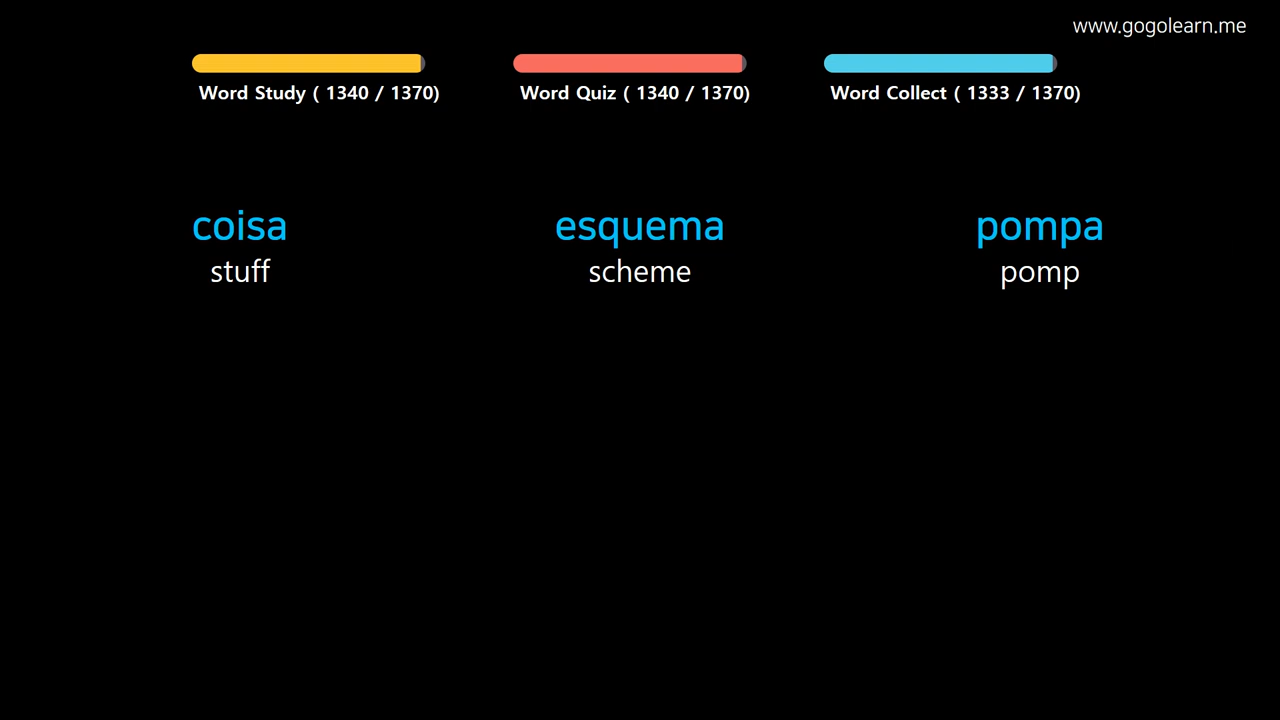 www.gogolearn.me
Word Study ( 1340 / 1370)
Word Quiz ( 1340 / 1370)
Word Collect ( 1333 / 1370)
coisa
stuff
esquema
scheme
pompa
pomp